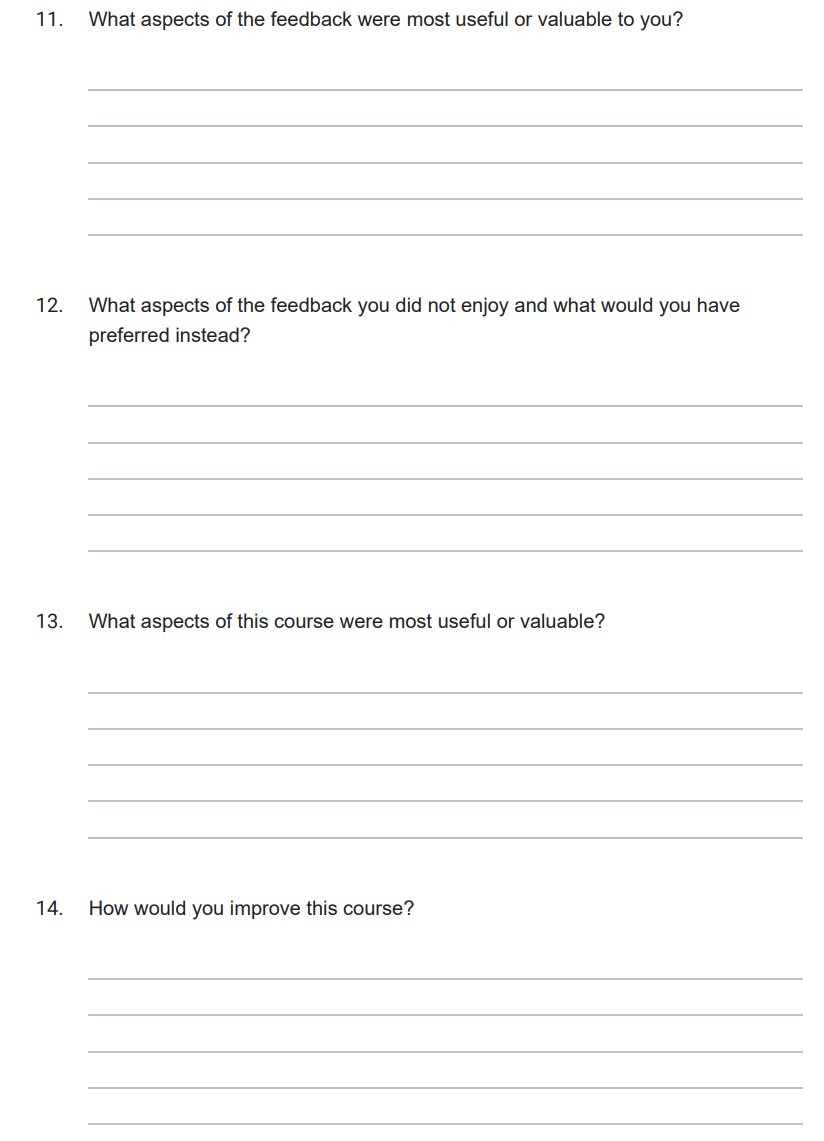 11. What aspects of the feedback were most useful or valuable to you?
12. What aspects of the feedback you did not enjoy and what would you have
preferred instead?
13. What aspects of this course were most useful or valuable?
14. How would you improve this course?